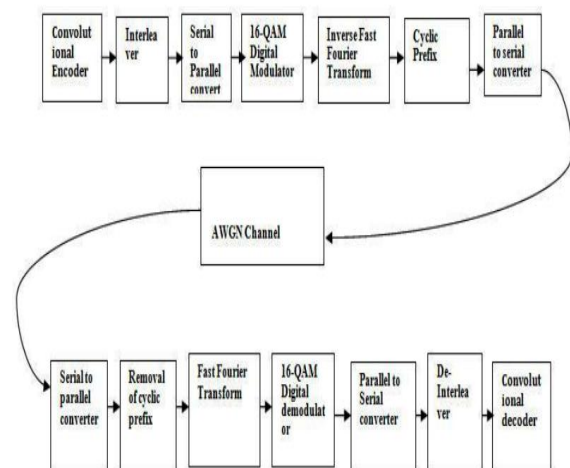 Convolut
ional
Encoder
Interlea
ver
Serial
to
Parallel
convert
16-QAM
Digital
Modulator
Inverse Fast
Fourier
Transform
Cyclic
Prefix
Parallel
to serial
converter
AWGN Channel
Serial to
parallel
converter
Removal
of cyclic
prefix
Fast Fourier
Transform
16-QAM
Digital
demodulat
or
Parallel to
Serial
converter
De-
Interlea
ver
Convolut
ional
decoder